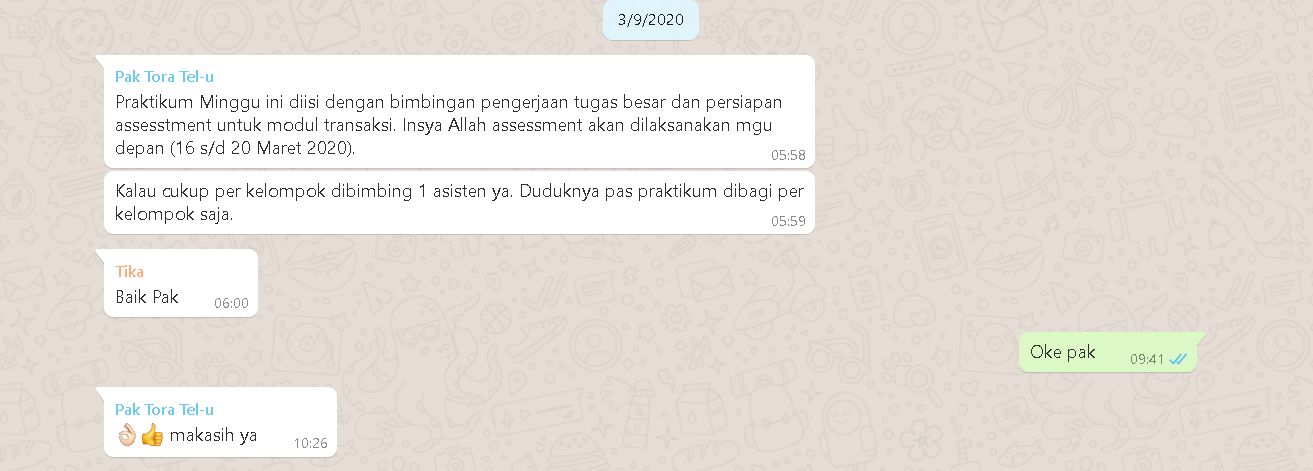 3/9/2020
Pak Tora Tel-u
Praktikum Minggu ini diisi dengan bimbingan pengerjaan tugas besar dan persiapan
assesstment untuk modul transaksi. Insya Allah assessment akan dilaksanakan mgu
depan (16 s/d 20 Maret 2020).
05:58
Kalau cukup per kelompok dibimbing 1 asisten ya. Duduknya pas praktikum dibagi per
kelompok saja.
05:59
Tika
Baik Pak
06:00
Oke pak
09:41
Pak Tora Tel-u
👌🏻👍 makasih ya
10:26